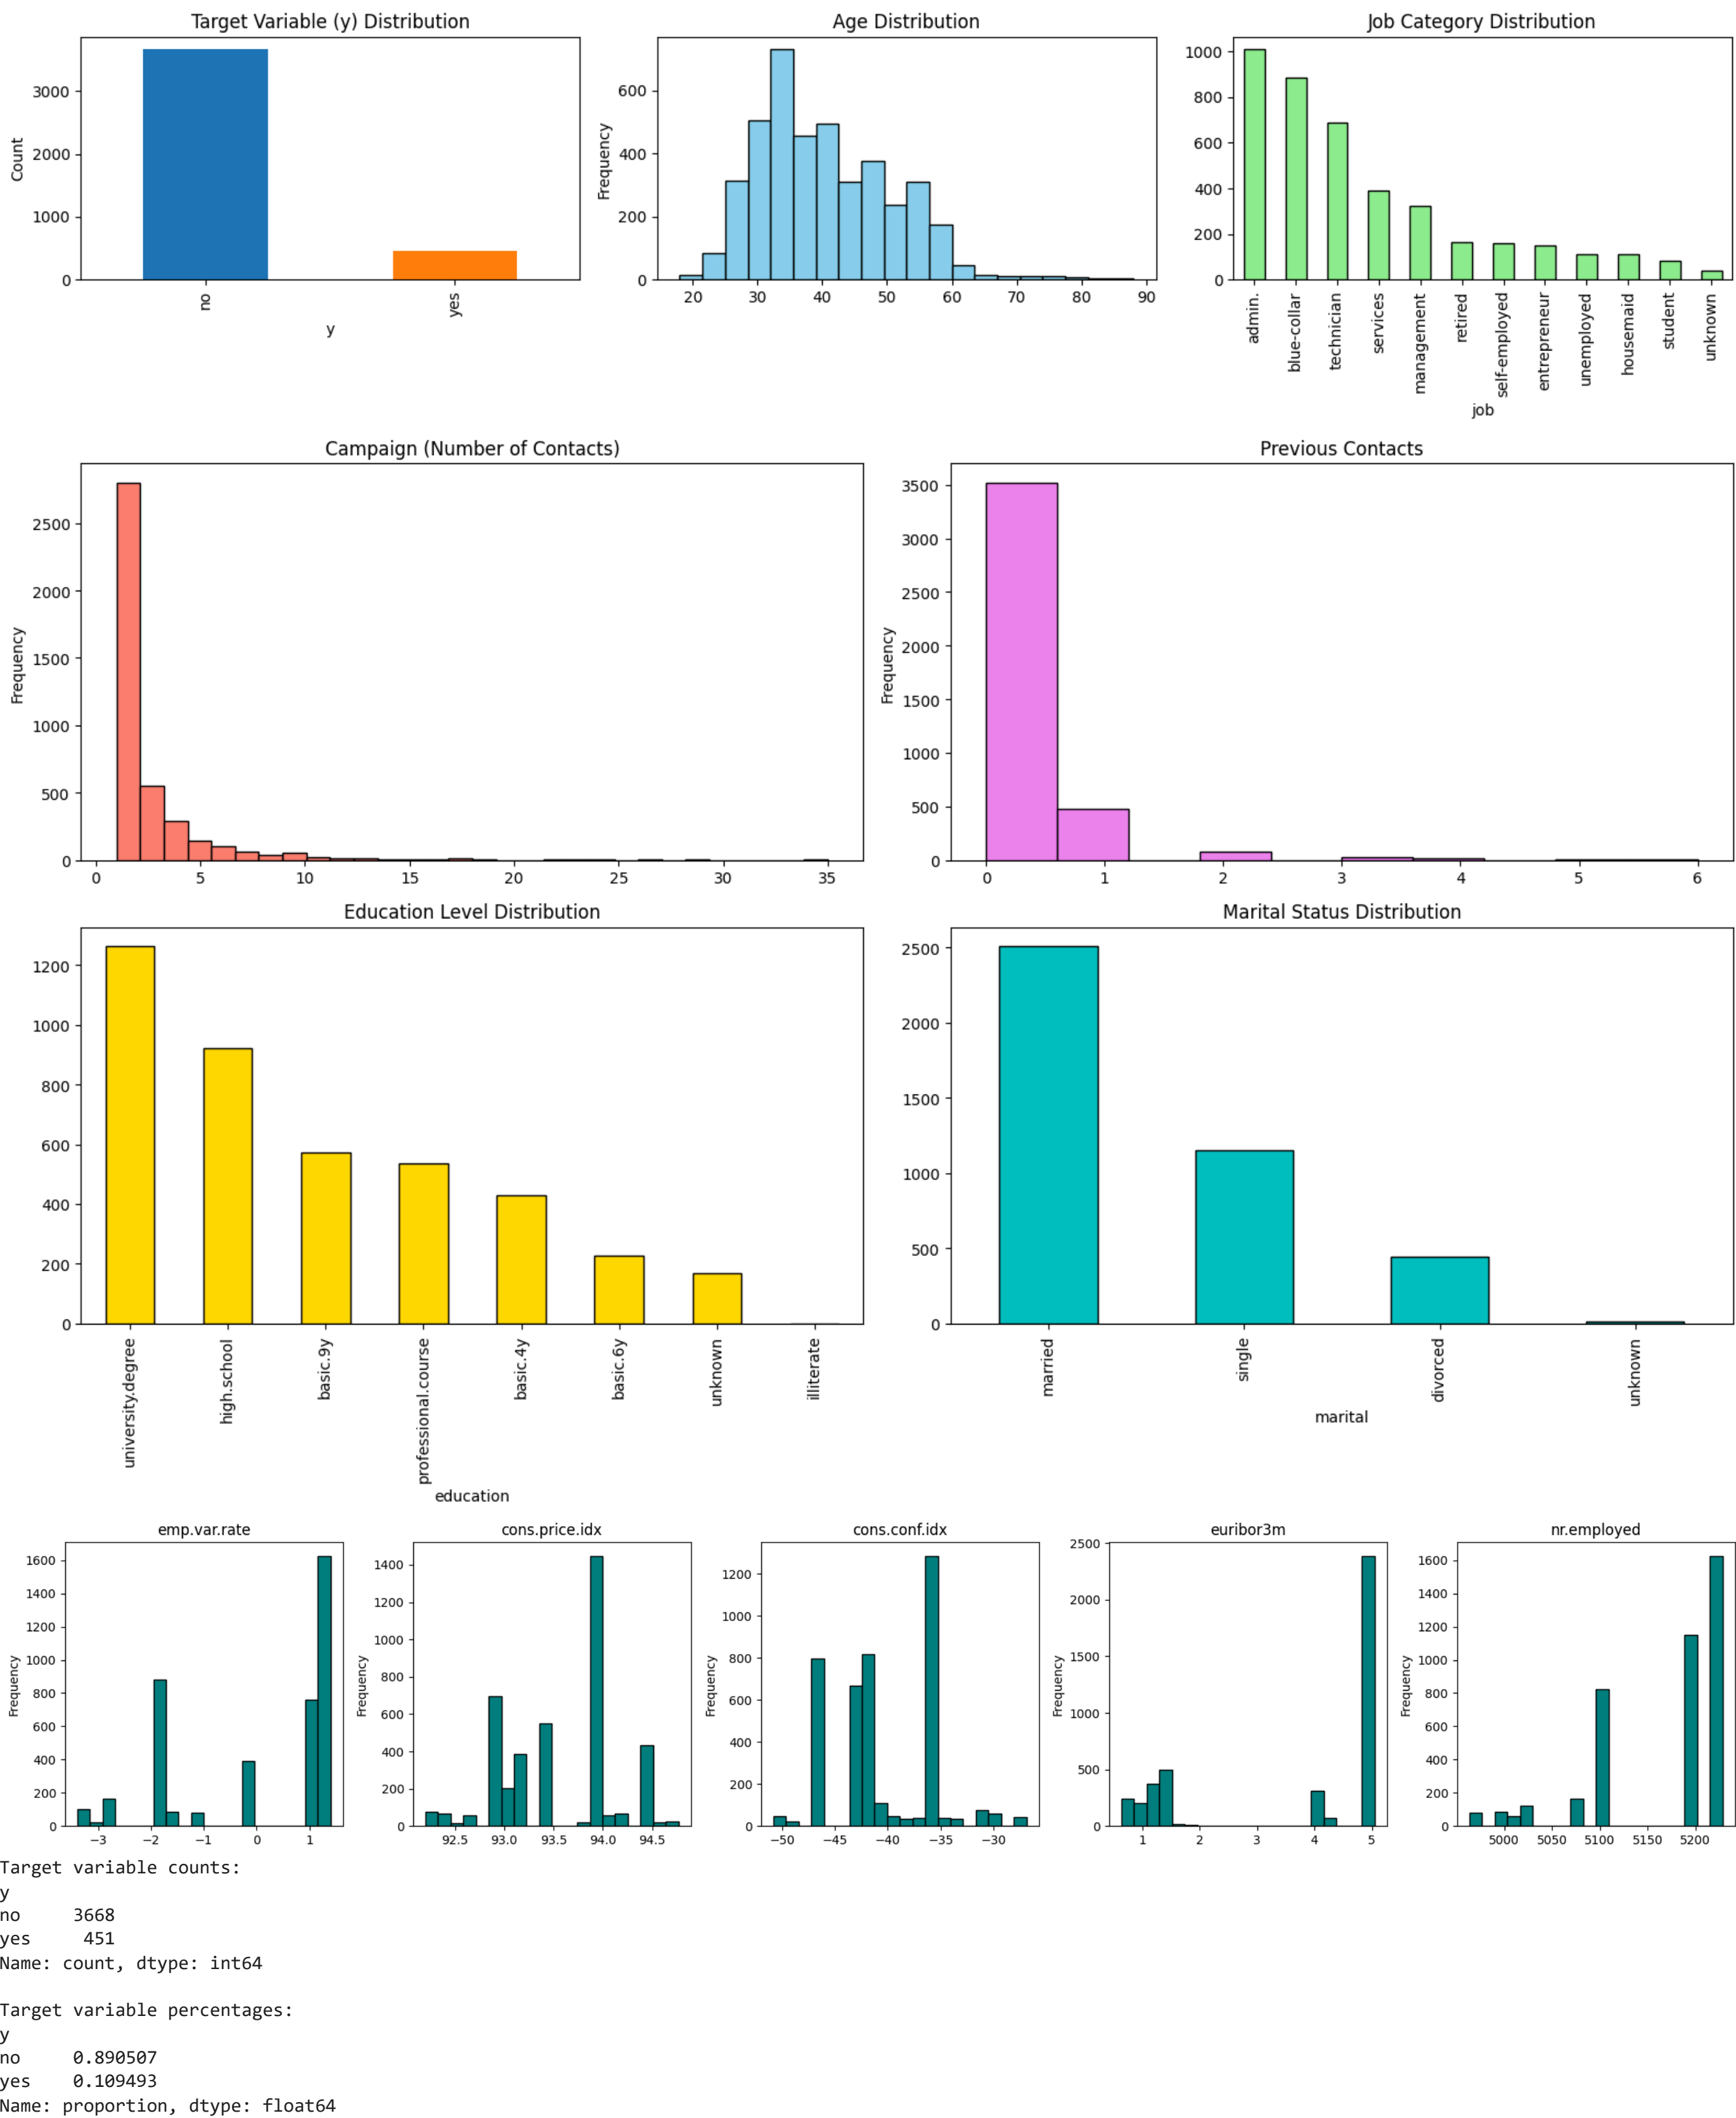 Target Variable (y) Distribution
Count
3000
2000
1000
0
no
yes
y
Age Distribution
Frequency
600
400
200
0
20 30 40 50 60 70 80 90
Job Category Distribution
1000
800
600
400
200
0
admin.
blue-collar
technician
services
management
retired
self-employed
entrepreneur
unemployed
housemaid
student
unknown
job
Campaign (Number of Contacts)
Frequency
2500
2000
1500
1000
500
0
0 5 10 15 20 25 30 35
Previous Contacts
Frequency
3500
3000
2500
2000
1500
1000
500
0
0 1 2 3 4 5 6
Education Level Distribution
1200
1000
800
600
400
200
0
university.degree
high.school
basic.9y
professional.course
basic.4y
basic.6y
unknown
illiterate
education
Marital Status Distribution
2500
2000
1500
1000
500
0
married
single
divorced
unknown
marital
emp.var.rate
Frequency
1600
1400
1200
1000
800
600
400
200
0
−3 −2 −1 0 1
cons.price.idx
Frequency
1400
1200
1000
800
600
400
200
0
92.5 93.0 93.5 94.0 94.5
cons.conf.idx
Frequency
1200
1000
800
600
400
200
0
−50 −45 −40 −35 −30
euribor3m
Frequency
2500
2000
1500
1000
500
0
1 2 3 4 5
nr.employed
Frequency
1600
1400
1200
1000
800
600
400
200
0
5000 5050 5100 5150 5200
Target variable counts:
y
no 3668
yes 451
Name: count, dtype: int64
Target variable percentages:
y
no 0.890507
yes 0.109493
Name: proportion, dtype: float64